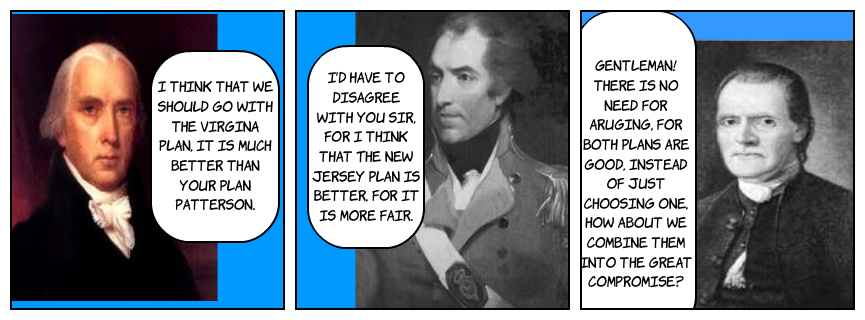 I THINK THAT WE
SHOULD GO WITH
THE VIRGINA
PLAN, IT IS MUCH
BETTER THAN
YOUR PLAN
PATTERSON.
I'D HAVE TO
DISAGREE
WITH YOU SIR,
FOR I THINK
THAT THE NEW
JERSEY PLAN IS
BETTER, FOR IT
IS MORE FAIR.
GENTLEMAN!
THERE IS NO
NEED FOR
ARUGING, FOR
BOTH PLANS ARE
GOOD, INSTEAD
OF JUST
CHOOSING ONE,
HOW ABOUT WE
COMBINE THEM
INTO THE GREAT
COMPROMISE?